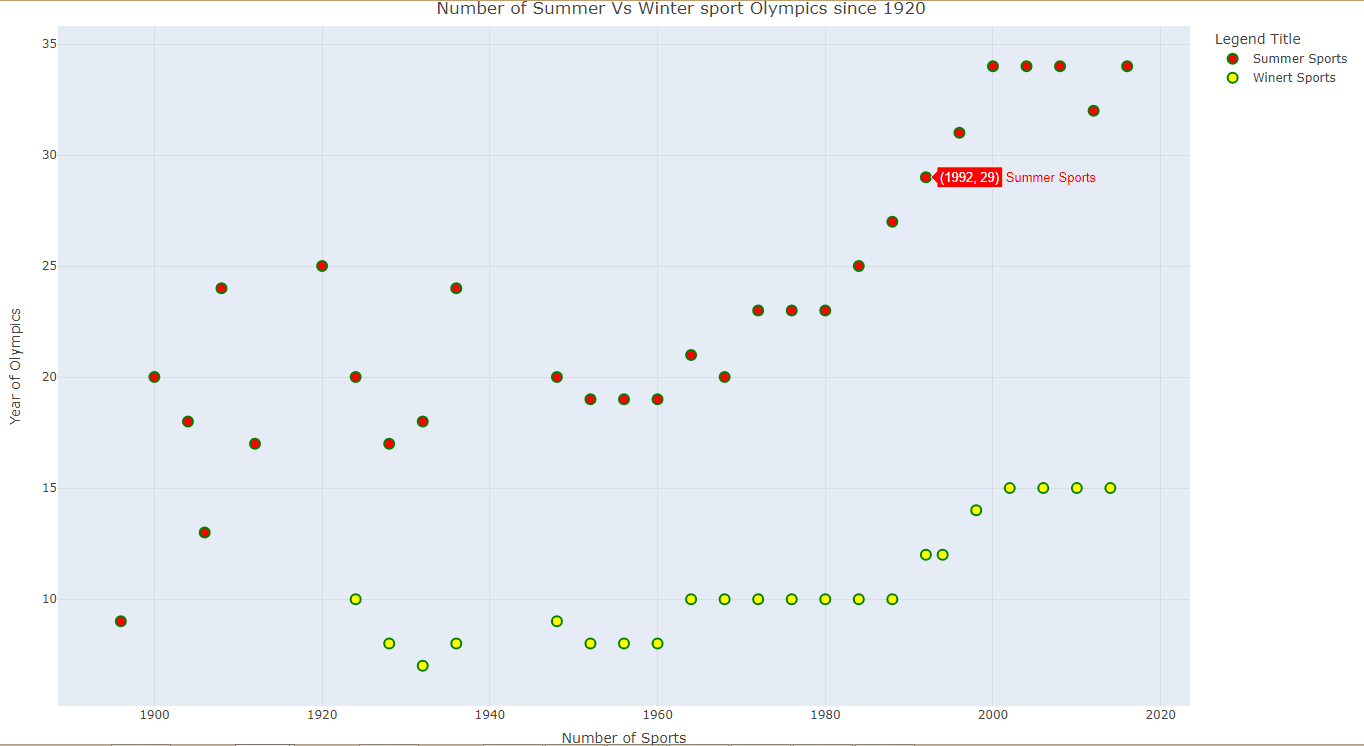 Number of Summer Vs Winter sport Olympics since 1920
Legend Title
Summer Sports
Winert Sports
35
30
25
20
15
10
Year of Olympics
(1992, 29) Summer Sports
1900 1920 1940 1960 1980 2000 2020
Number of Sports